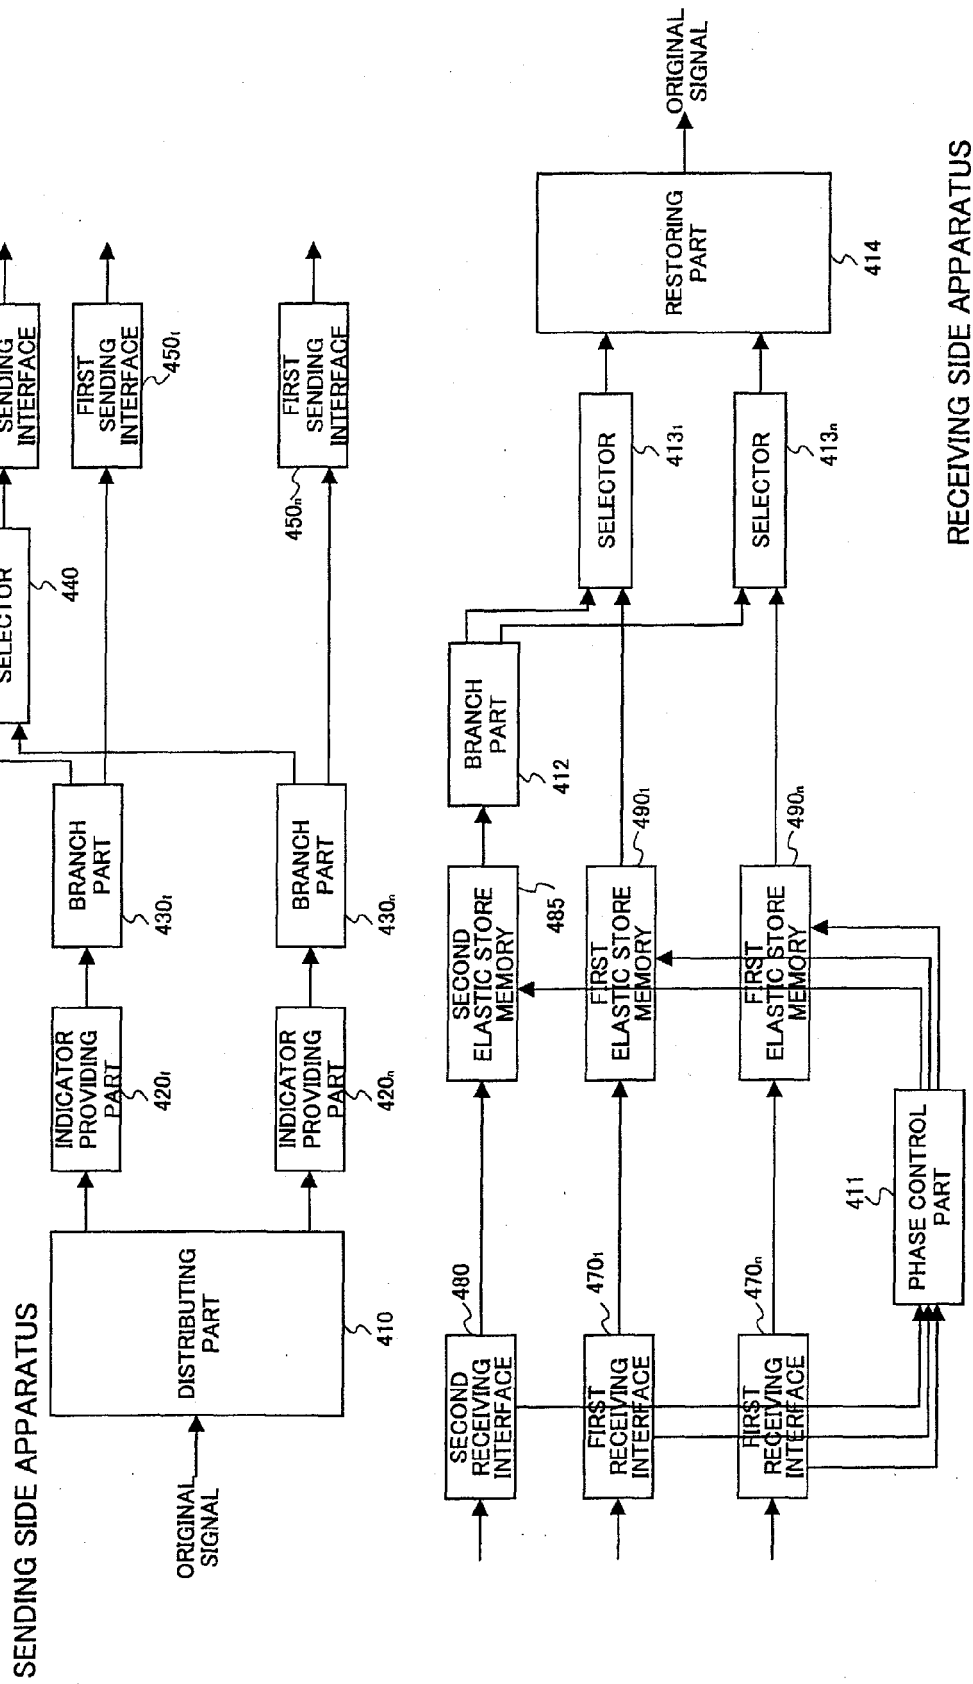 SENDING SIDE APPARATUS
ORIGINAL
SIGNAL
DISTRIBUTING
PART
410
INDICATOR
PROVIDING
PART
420₁
INDICATOR
PROVIDING
PART
420ₙ
BRANCH
PART
430₁
BRANCH
PART
430ₙ
SELECTOR
440
SENDING
INTERFACE
FIRST
SENDING
INTERFACE
450₁
FIRST
SENDING
INTERFACE
450ₙ
SECOND
RECEIVING
INTERFACE
480
FIRST
RECEIVING
INTERFACE
470₁
FIRST
RECEIVING
INTERFACE
470ₙ
PHASE CONTROL
PART
411
SECOND
ELASTIC STORE
MEMORY
485
FIRST
ELASTIC STORE
MEMORY
490₁
FIRST
ELASTIC STORE
MEMORY
490ₙ
BRANCH
PART
412
SELECTOR
413₁
SELECTOR
413ₙ
RESTORING
PART
414
ORIGINAL
SIGNAL
RECEIVING SIDE APPARATUS